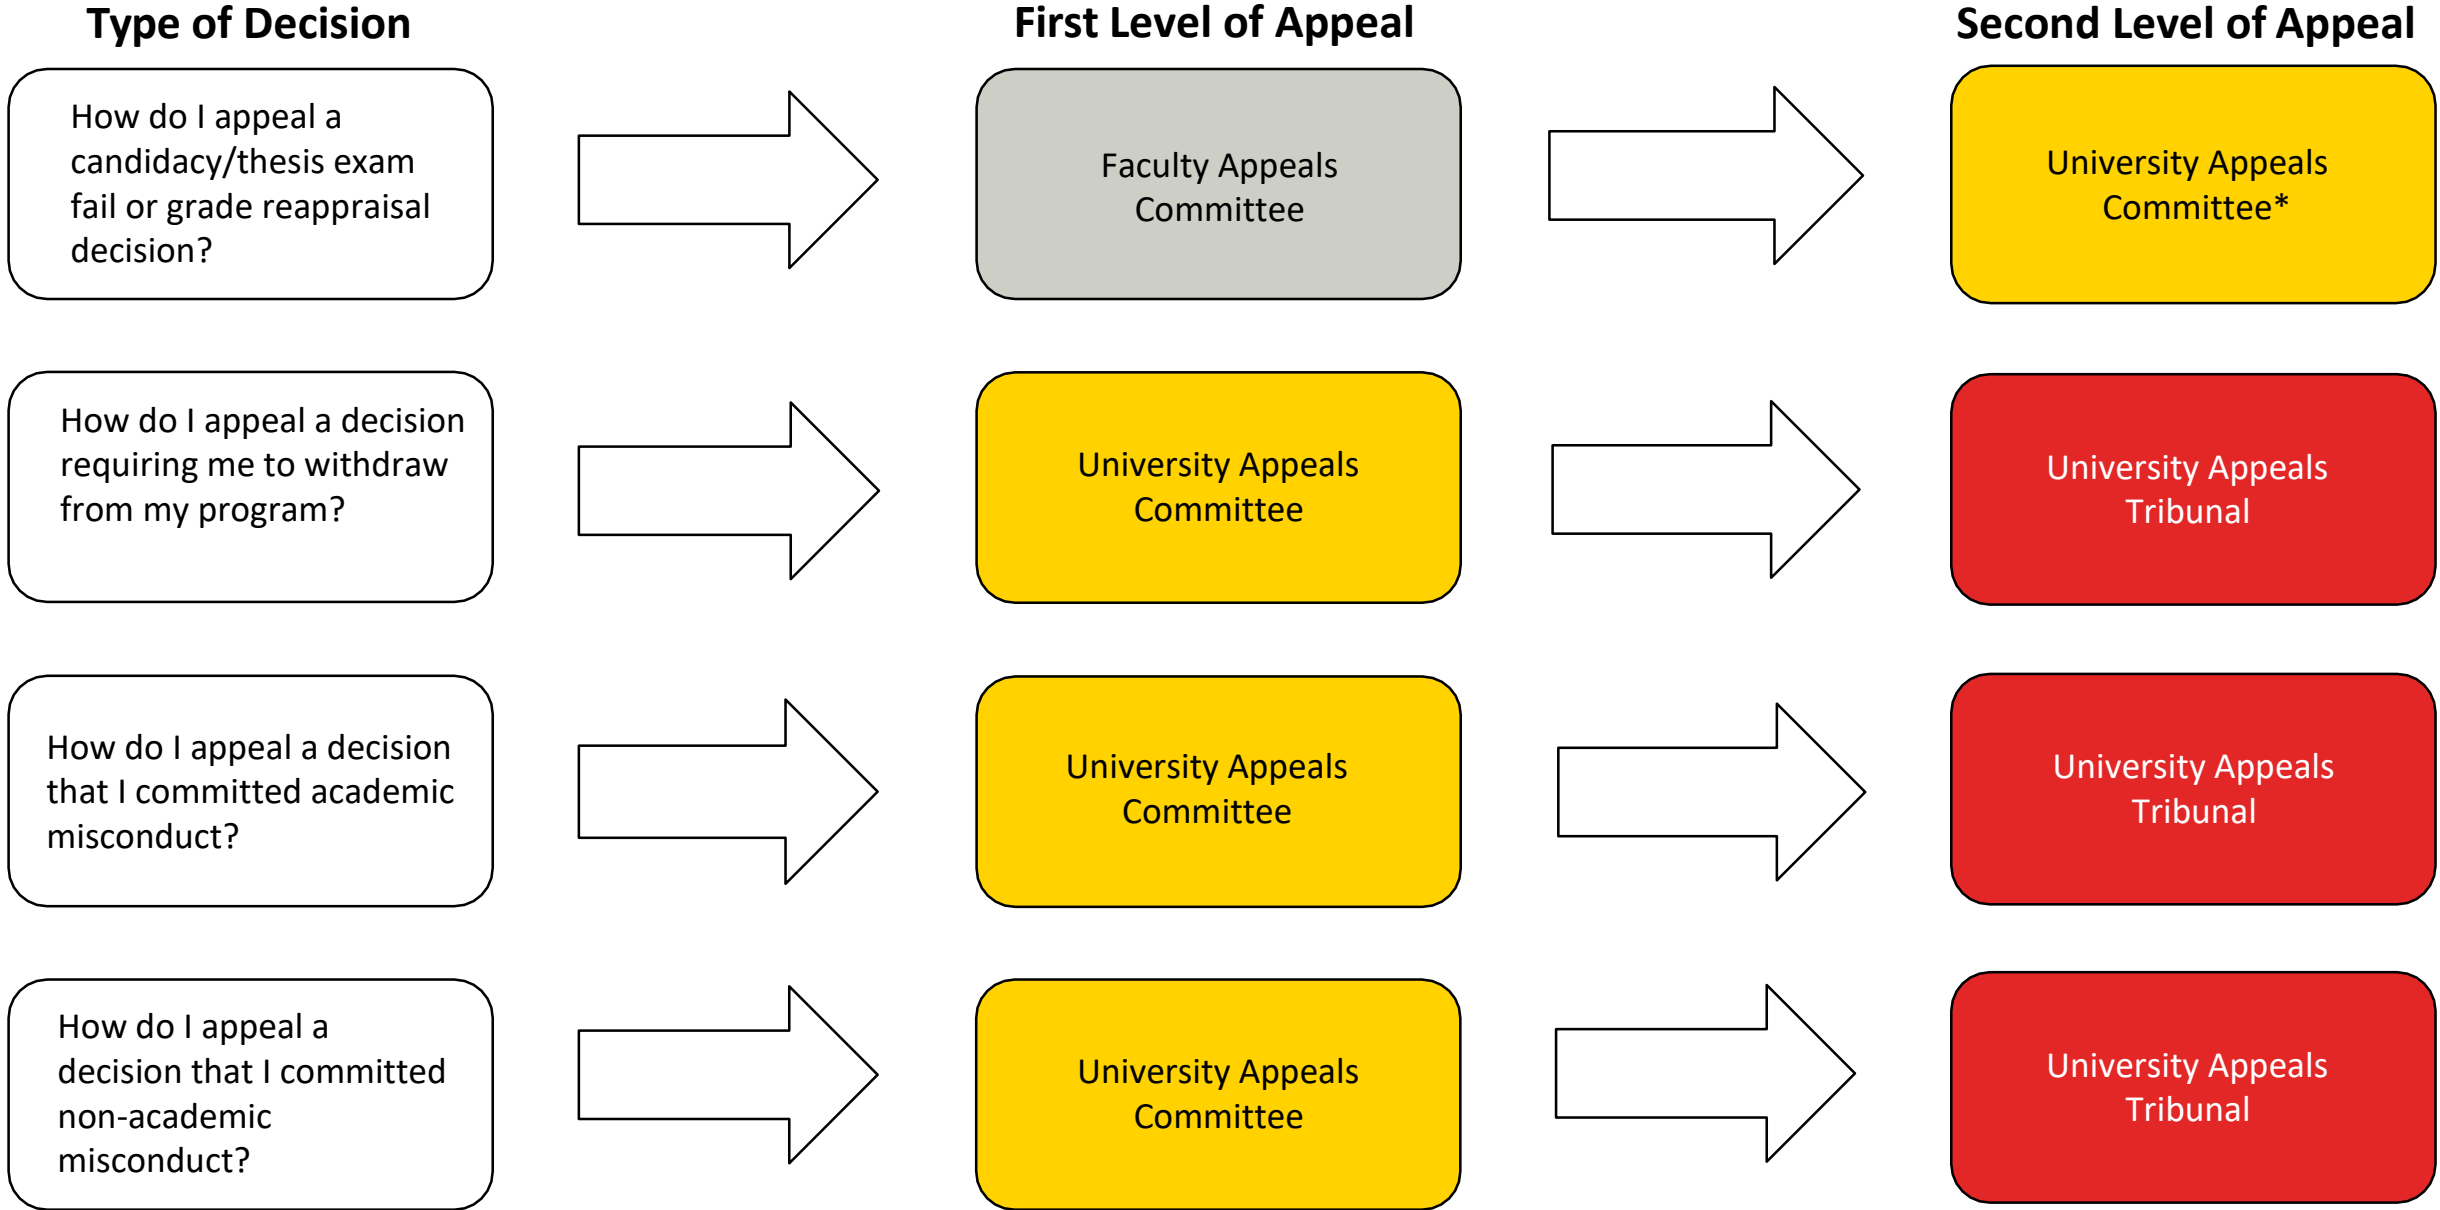 Type of Decision
First Level of Appeal
Second Level of Appeal
How do I appeal a
candidacy/thesis exam
fail or grade reappraisal
decision?
Faculty Appeals
Committee
University Appeals
Committee*
How do I appeal a decision
requiring me to withdraw
from my program?
University Appeals
Committee
University Appeals
Tribunal
How do I appeal a decision
that I committed academic
misconduct?
University Appeals
Committee
University Appeals
Tribunal
How do I appeal a
decision that I committed
non-academic
misconduct?
University Appeals
Committee
University Appeals
Tribunal